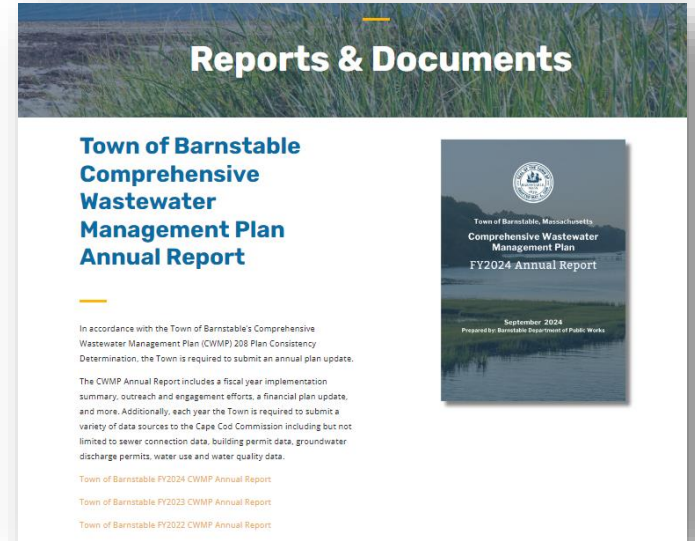 Reports & Documents
Town of Barnstable
Comprehensive
Wastewater
Management Plan
Annual Report
In accordance with the Town of Barnstable's Comprehensive
Wastewater Management Plan (CWMP) 208 Plan Consistency
Determination, the Town is required to submit an annual plan update.
The CWMP Annual Report includes a fiscal year implementation
summary, outreach and engagement efforts, a financial plan update,
and more. Additionally, each year the Town is required to submit a
variety of data sources to the Cape Cod Commission including but not
limited to sewer connection data, building permit data, groundwater
discharge permits, water use and water quality data.
Town of Barnstable FY2024 CWMP Annual Report
Town of Barnstable FY2023 CWMP Annual Report
Town of Barnstable FY2022 CWMP Annual Report
Town of Barnstable, Massachusetts
Comprehensive Wastewater
Management Plan
FY2024 Annual Report
September 2024
Prepared by: Barnstable Department of Public Works